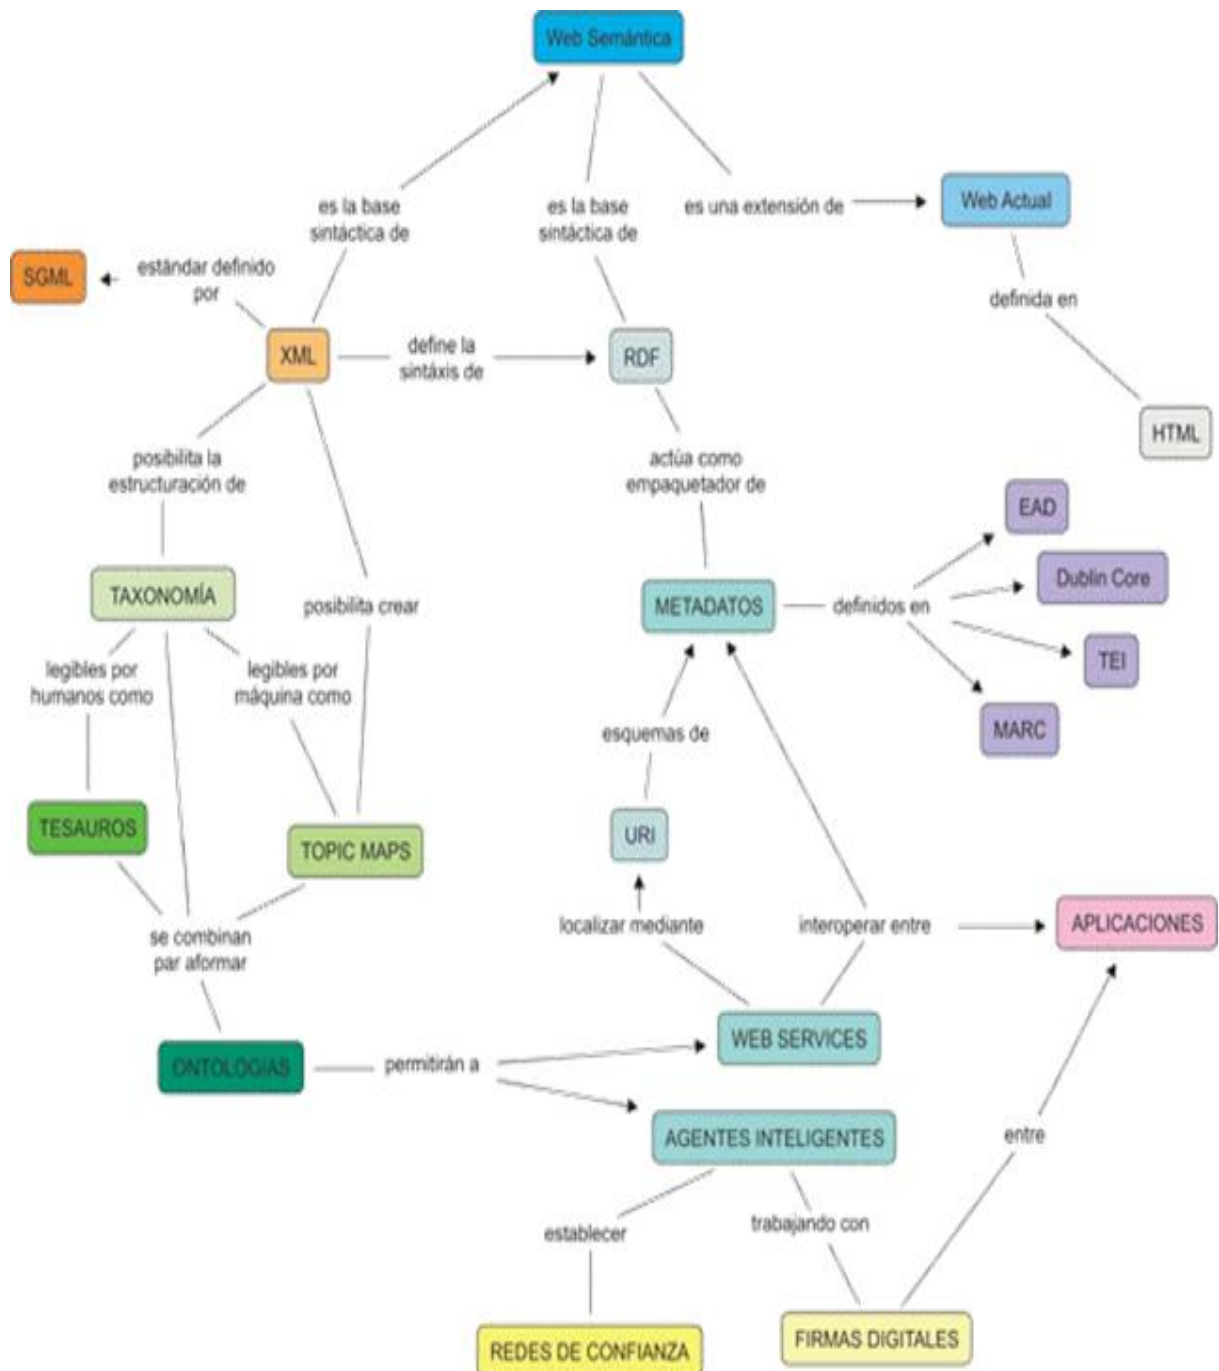 Web Semántica
es la base
sintáctica de
es la base
sintáctica de
es una extensión de
Web Actual
SGML
estándar definido
por
definida en
XML
define la
sintáxis de
RDF
HTML
posibilita la
estructuración de
actúa como
empaquetador de
EAD
Dublin Core
TAXONOMÍA
posibilita crear
METADATOS
definidos en
TEI
MARC
legibles por
humanos como
legibles por
máquina como
esquemas de
TESAUROS
TOPIC MAPS
URI
se combinan
par aformar
localizar mediante
interoperar entre
APLICACIONES
ONTOLOGIAS
permitirán a
WEB SERVICES
AGENTES INTELIGENTES
entre
establecer
trabajando con
REDES DE CONFIANZA
FIRMAS DIGITALES